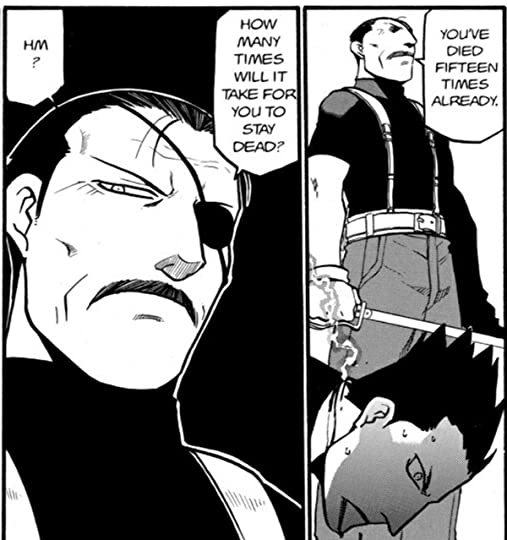 YOU'VE
DIED
FIFTEEN
TIMES
ALREADY.
HOW
MANY
TIMES
WILL IT
TAKE FOR
YOU TO
STAY
DEAD?
HM
?